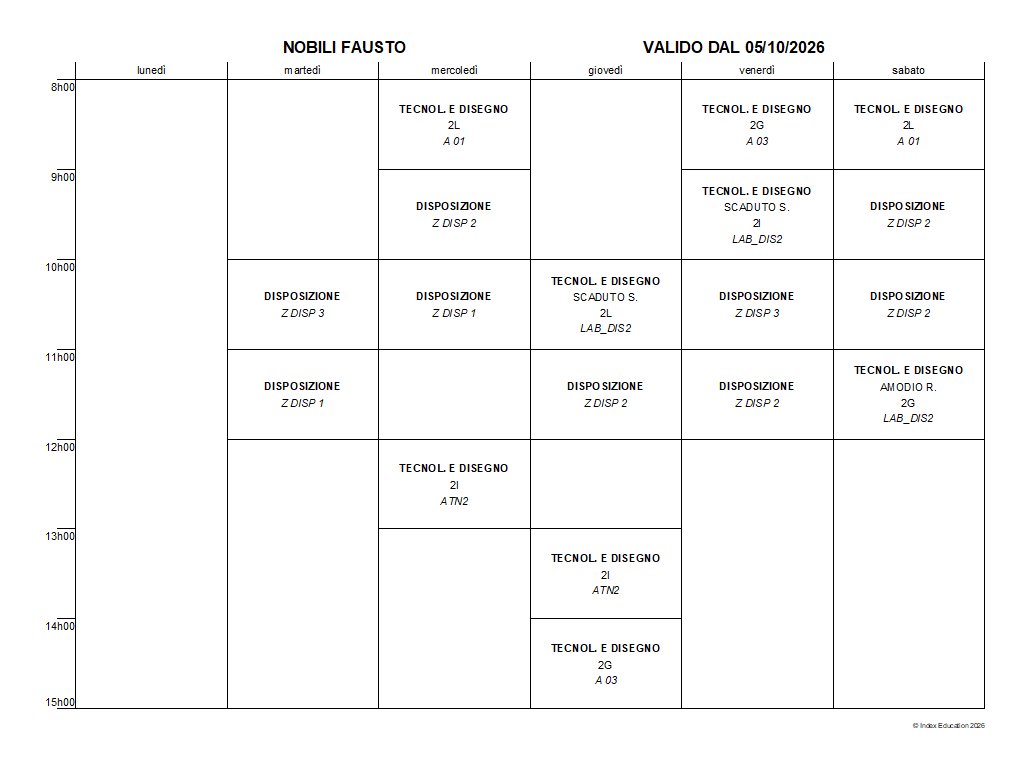 NOBILI FAUSTO
VALIDO DAL 05/10/2026
lunedì
martedì
mercoledì
giovedì
venerdì
sabato
8h00
TECNOL. E DISEGNO
2L
A 01
TECNOL. E DISEGNO
2G
A 03
TECNOL. E DISEGNO
2L
A 01
9h00
DISPOSIZIONE
Z DISP 2
TECNOL. E DISEGNO
SCADUTO S.
2I
LAB_DIS2
DISPOSIZIONE
Z DISP 2
10h00
DISPOSIZIONE
Z DISP 3
DISPOSIZIONE
Z DISP 1
TECNOL. E DISEGNO
SCADUTO S.
2L
LAB_DIS2
DISPOSIZIONE
Z DISP 3
DISPOSIZIONE
Z DISP 2
11h00
DISPOSIZIONE
Z DISP 1
DISPOSIZIONE
Z DISP 2
DISPOSIZIONE
Z DISP 2
TECNOL. E DISEGNO
AMODIO R.
2G
LAB_DIS2
12h00
TECNOL. E DISEGNO
2I
ATN2
13h00
TECNOL. E DISEGNO
2I
ATN2
14h00
TECNOL. E DISEGNO
2G
A 03
15h00
© Index Education 2026